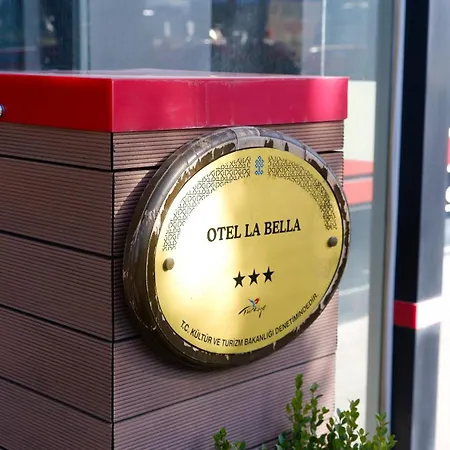 OTEL LA BELLA
★★★
Türkiye
T.C. KÜLTÜR VE TURİZM BAKANLIĞI DENETİMİNDEDİR.